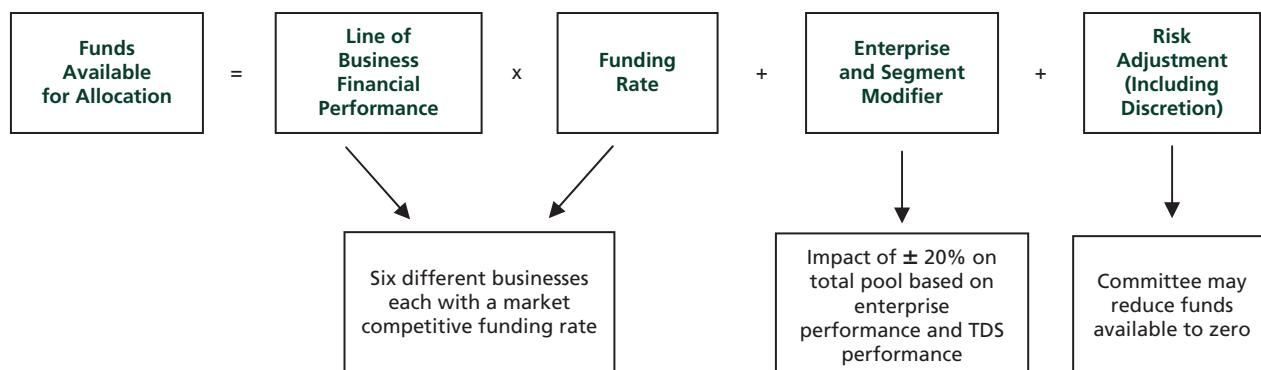 Funds
Available
for Allocation
=
Line of
Business
Financial
Performance
x
Funding
Rate
+
Enterprise
and Segment
Modifier
+
Risk
Adjustment
(Including
Discretion)
Six different businesses
each with a market
competitive funding rate
Impact of ± 20% on
total pool based on
enterprise
performance and TDS
performance
Committee may
reduce funds
available to zero